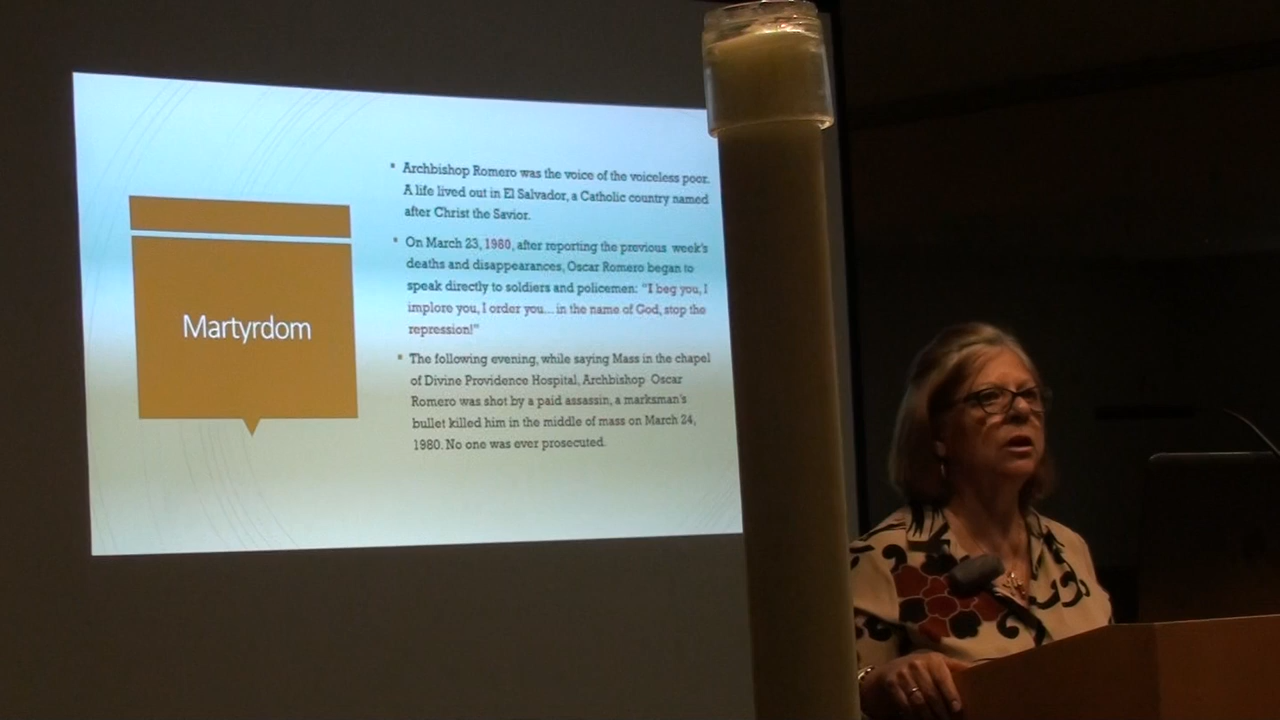 Martyrdom
Archbishop Romero was the voice of the voiceless poor.
A life lived out in El Salvador, a Catholic country named
after Christ the Savior.
On March 23, 1980, after reporting the previous week's
deaths and disappearances, Oscar Romero began to
speak directly to soldiers and policemen: "I beg you, I
implore you, I order you... in the name of God, stop the
repression!"
The following evening, while saying Mass in the chapel
of Divine Providence Hospital, Archbishop Oscar
Romero was shot by a paid assassin, a marksman's
bullet killed him in the middle of mass on March 24,
1980. No one was ever prosecuted.